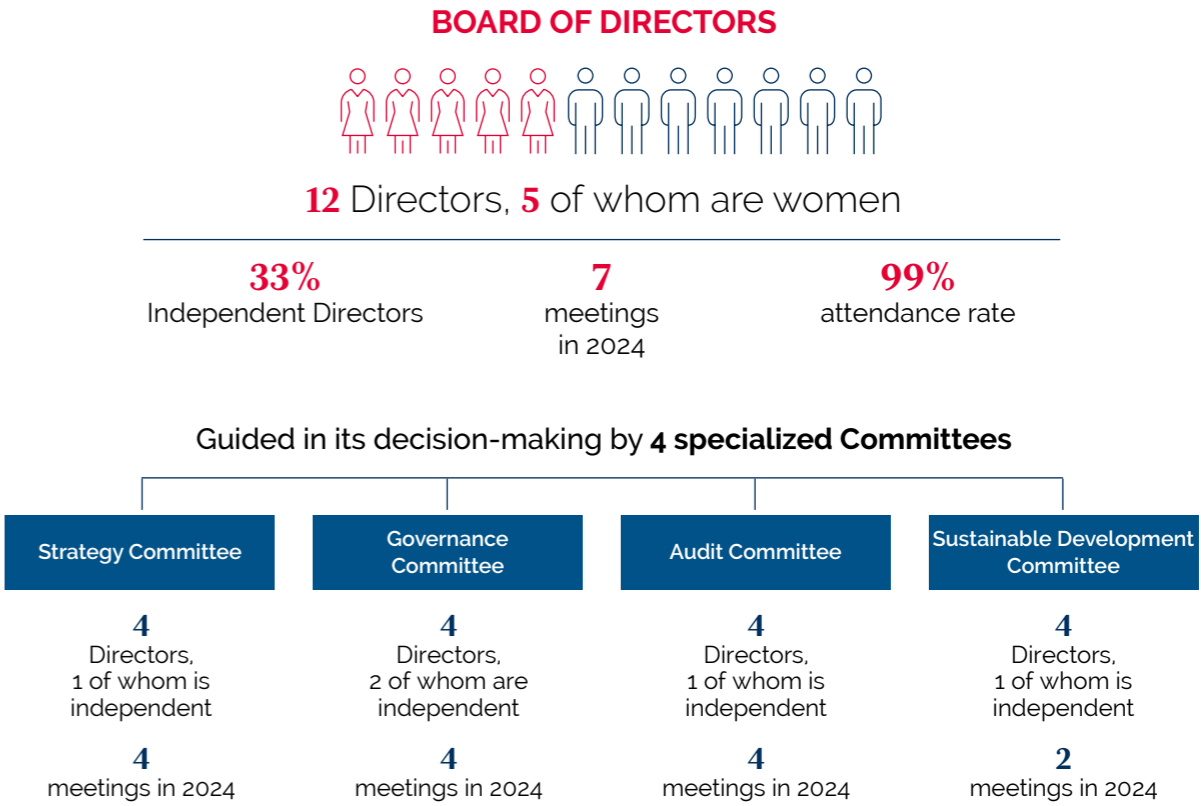 BOARD OF DIRECTORS
12 Directors, 5 of whom are women
33%
Independent Directors
7
meetings
in 2024
99%
attendance rate
Guided in its decision-making by 4 specialized Committees
Strategy Committee
4
Directors,
1 of whom is
independent
4
meetings in 2024
Governance
Committee
4
Directors,
2 of whom are
independent
4
meetings in 2024
Audit Committee
4
Directors,
1 of whom is
independent
4
meetings in 2024
Sustainable Development
Committee
4
Directors,
1 of whom is
independent
2
meetings in 2024